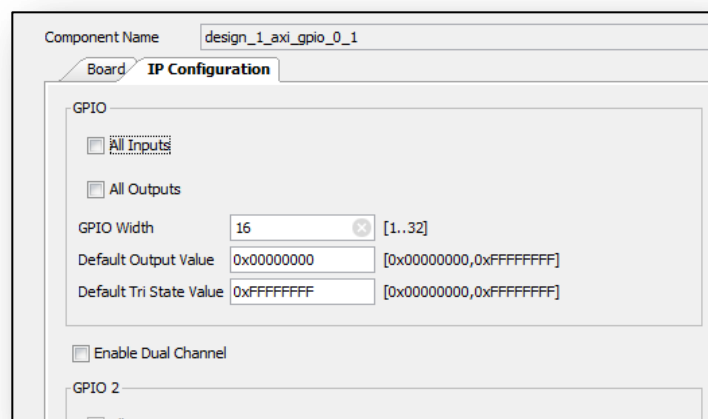 Component Name design_1_axi_gpio_0_1
Board IP Configuration
GPIO
All Inputs
All Outputs
GPIO Width 16 [1..32]
Default Output Value 0x00000000 [0x00000000,0xFFFFFFFF]
Default Tri State Value 0xFFFFFFFF [0x00000000,0xFFFFFFFF]
Enable Dual Channel
GPIO 2